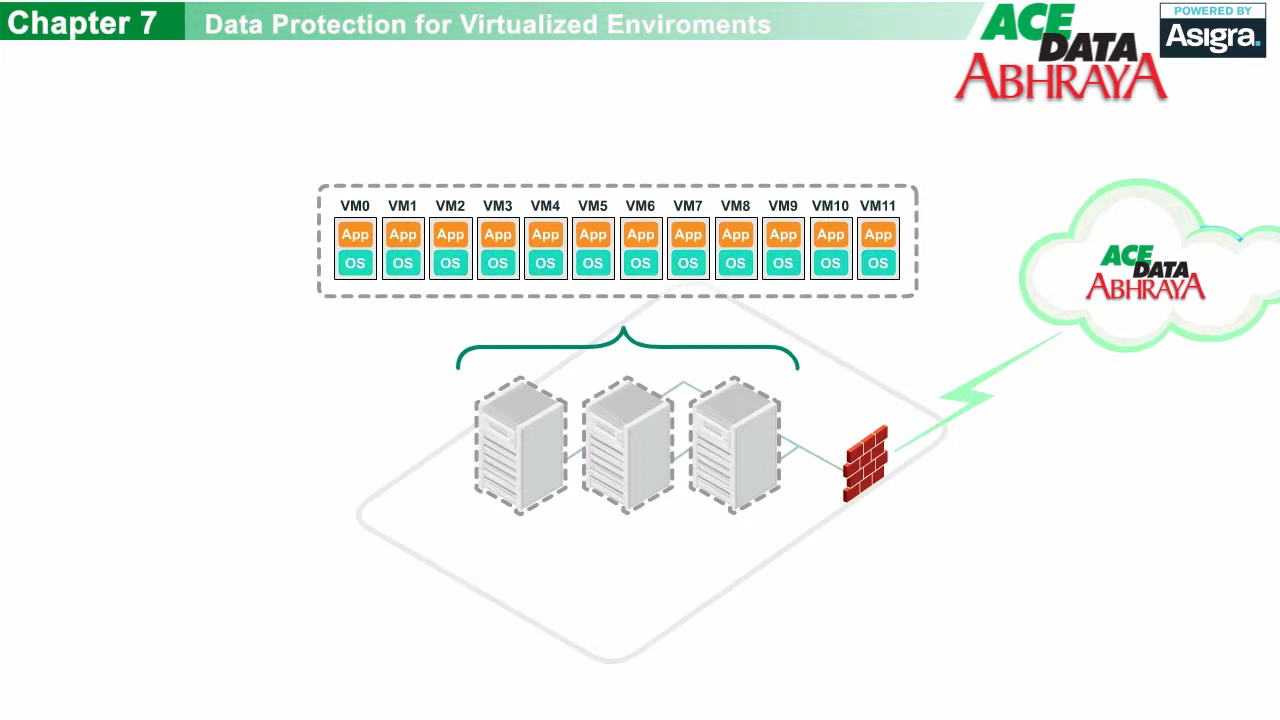 Chapter 7
Data Protection for Virtualized Enviroments
ACE
DATA
ABHRAYA
POWERED BY
Asigra.
VM0 VM1 VM2 VM3 VM4 VM5 VM6 VM7 VM8 VM9 VM10 VM11
App App App App App App App App App App App App
OS OS OS OS OS OS OS OS OS OS OS OS
ACE
DATA
ABHRAYA